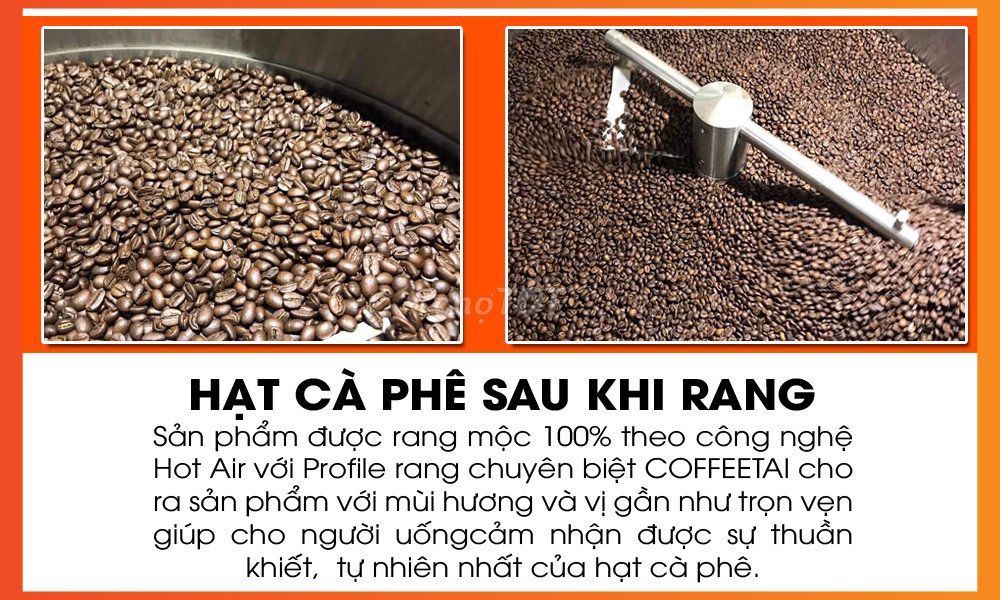 HẠT CÀ PHÊ SAU KHI RANG
Sản phẩm được rang mộc 100% theo công nghệ
Hot Air với Profile rang chuyên biệt COFFEETAI cho
ra sản phẩm với mùi hương và vị gần như trọn vẹn
giúp cho người uốngcảm nhận được sự thuần
khiết,  tự nhiên nhất của hạt cà phê.